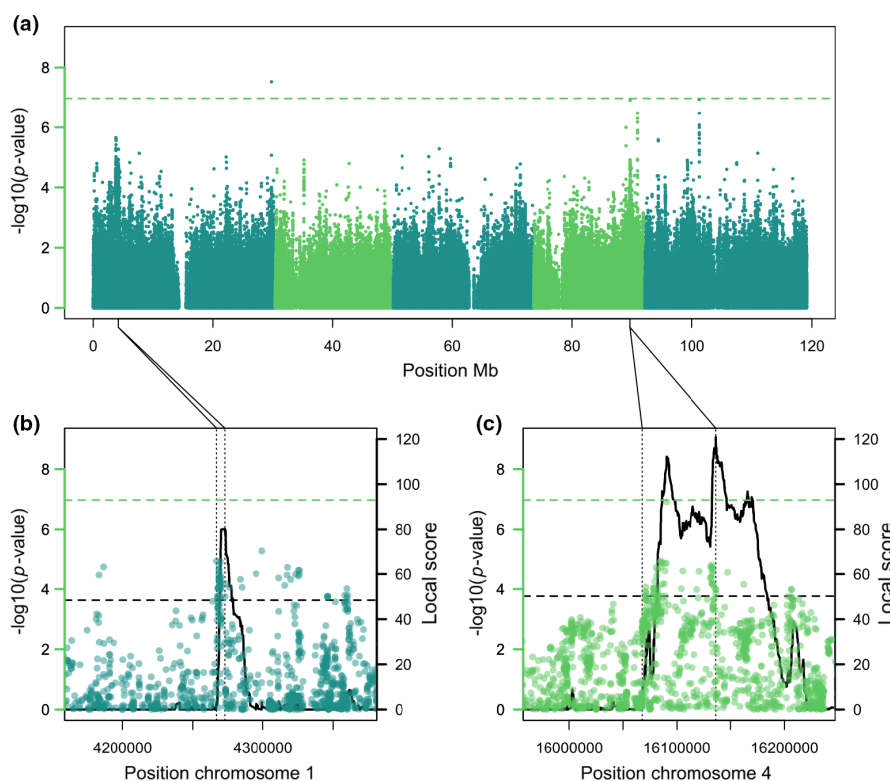 (a)
8
6
4
2
0
-log10(p-value)
0 20 40 60 80 100 120
Position Mb
(b)
8
6
4
2
0
-log10(p-value)
120
100
80
60
40
20
0
Local score
42000000 43000000
Position chromosome 1
(c)
8
6
4
2
0
-log10(p-value)
120
100
80
60
40
20
0
Local score
16000000 16100000 16200000
Position chromosome 4